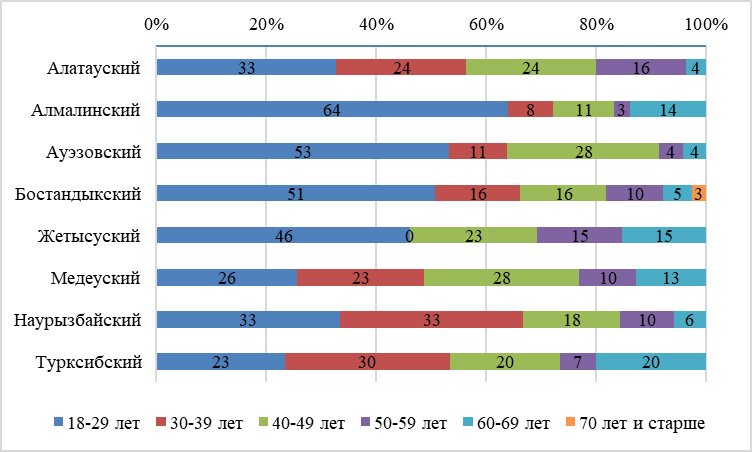 0% 20% 40% 60% 80% 100%
Алатауский 33 24 24 16 4
Алмалинский 64 8 11 3 14
Ауэзовский 53 11 28 4 4
Бостандыкский 51 16 16 10 5 3
Жетысуский 46 0 23 15 15
Медеуский 26 23 28 10 13
Наурызбайский 33 33 18 10 6
Турксибский 23 30 20 7 20
18-29 лет 30-39 лет 40-49 лет 50-59 лет 60-69 лет 70 лет и старше